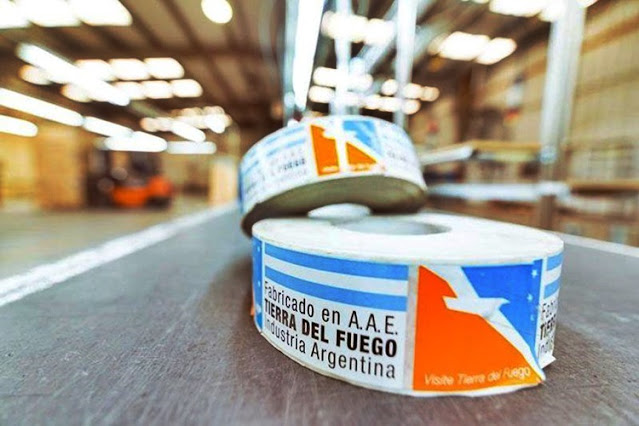 Fabricado en A.A.E.
TIERRA DEL FUEGO
Industria Argentina
Visite Tierra del Fuego